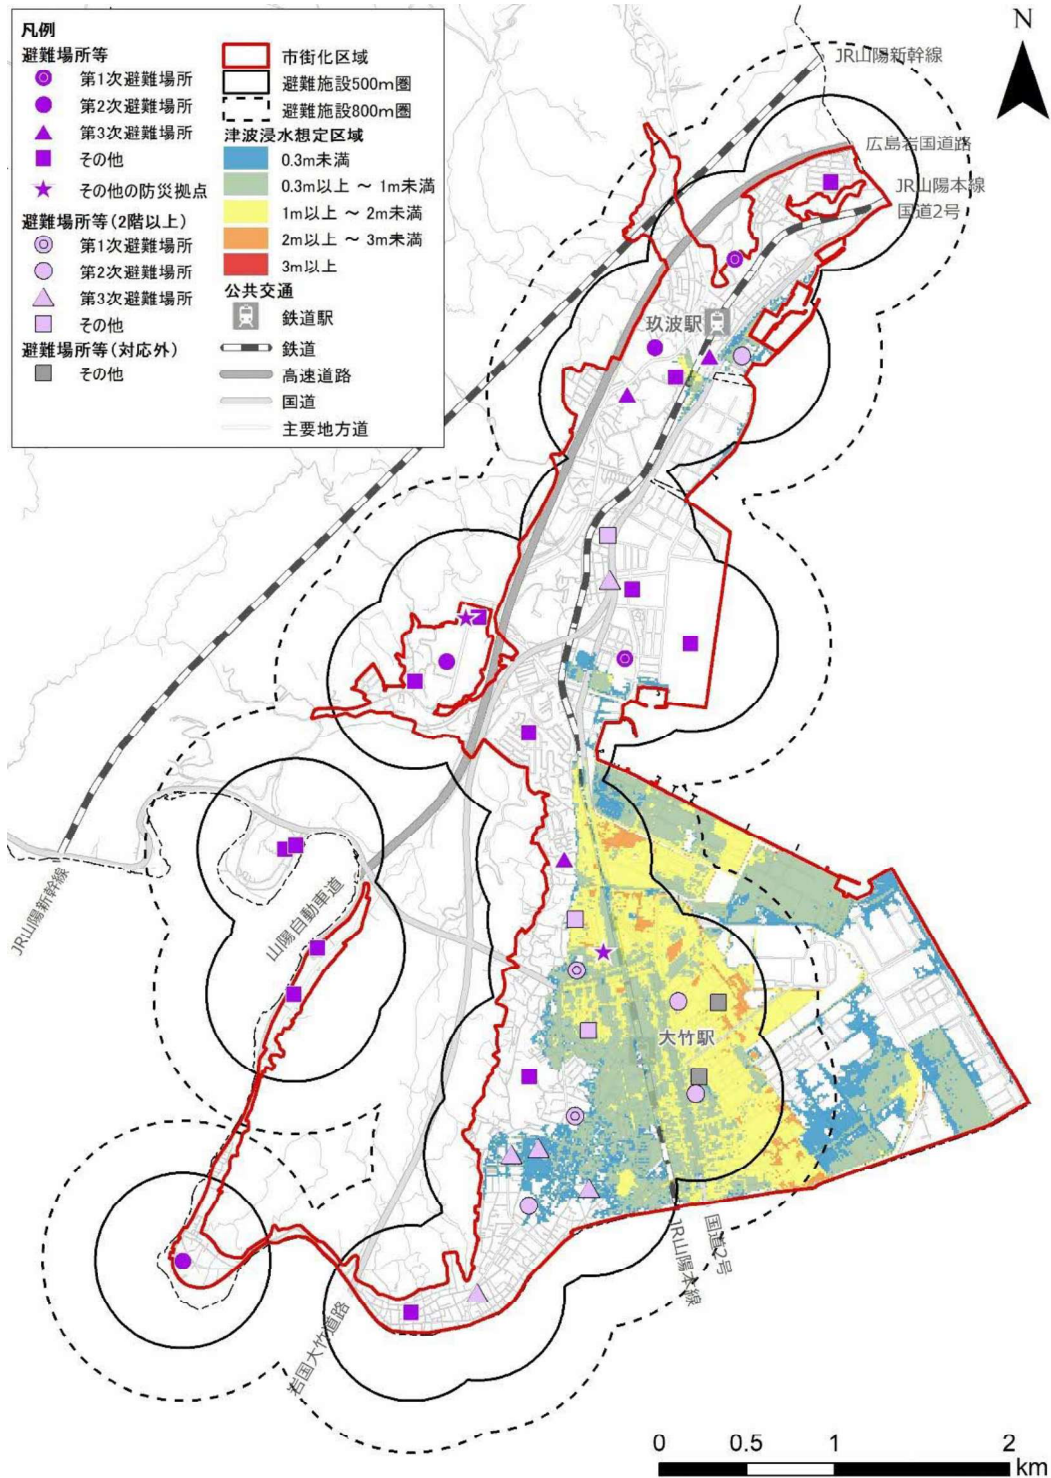 凡例
避難場所等
第1次避難場所
第2次避難場所
第3次避難場所
その他
その他の防災拠点
避難場所等(2階以上)
第1次避難場所
第2次避難場所
第3次避難場所
その他
避難場所等(対応外)
その他
市街化区域
避難施設500m圏
避難施設800m圏
津波浸水想定区域
0.3m未満
0.3m以上 ~ 1m未満
1m以上 ~ 2m未満
2m以上 ~ 3m未満
3m以上
公共交通
鉄道駅
鉄道
高速道路
国道
主要地方道
N
JR山陽新幹線
広島岩国道路
JR山陽本線
国道2号
玖波駅
JR山陽新幹線
山陽自動車道
大竹駅
岩国大竹道路
JR山陽本線
国道2号
0 0.5 1 2
km